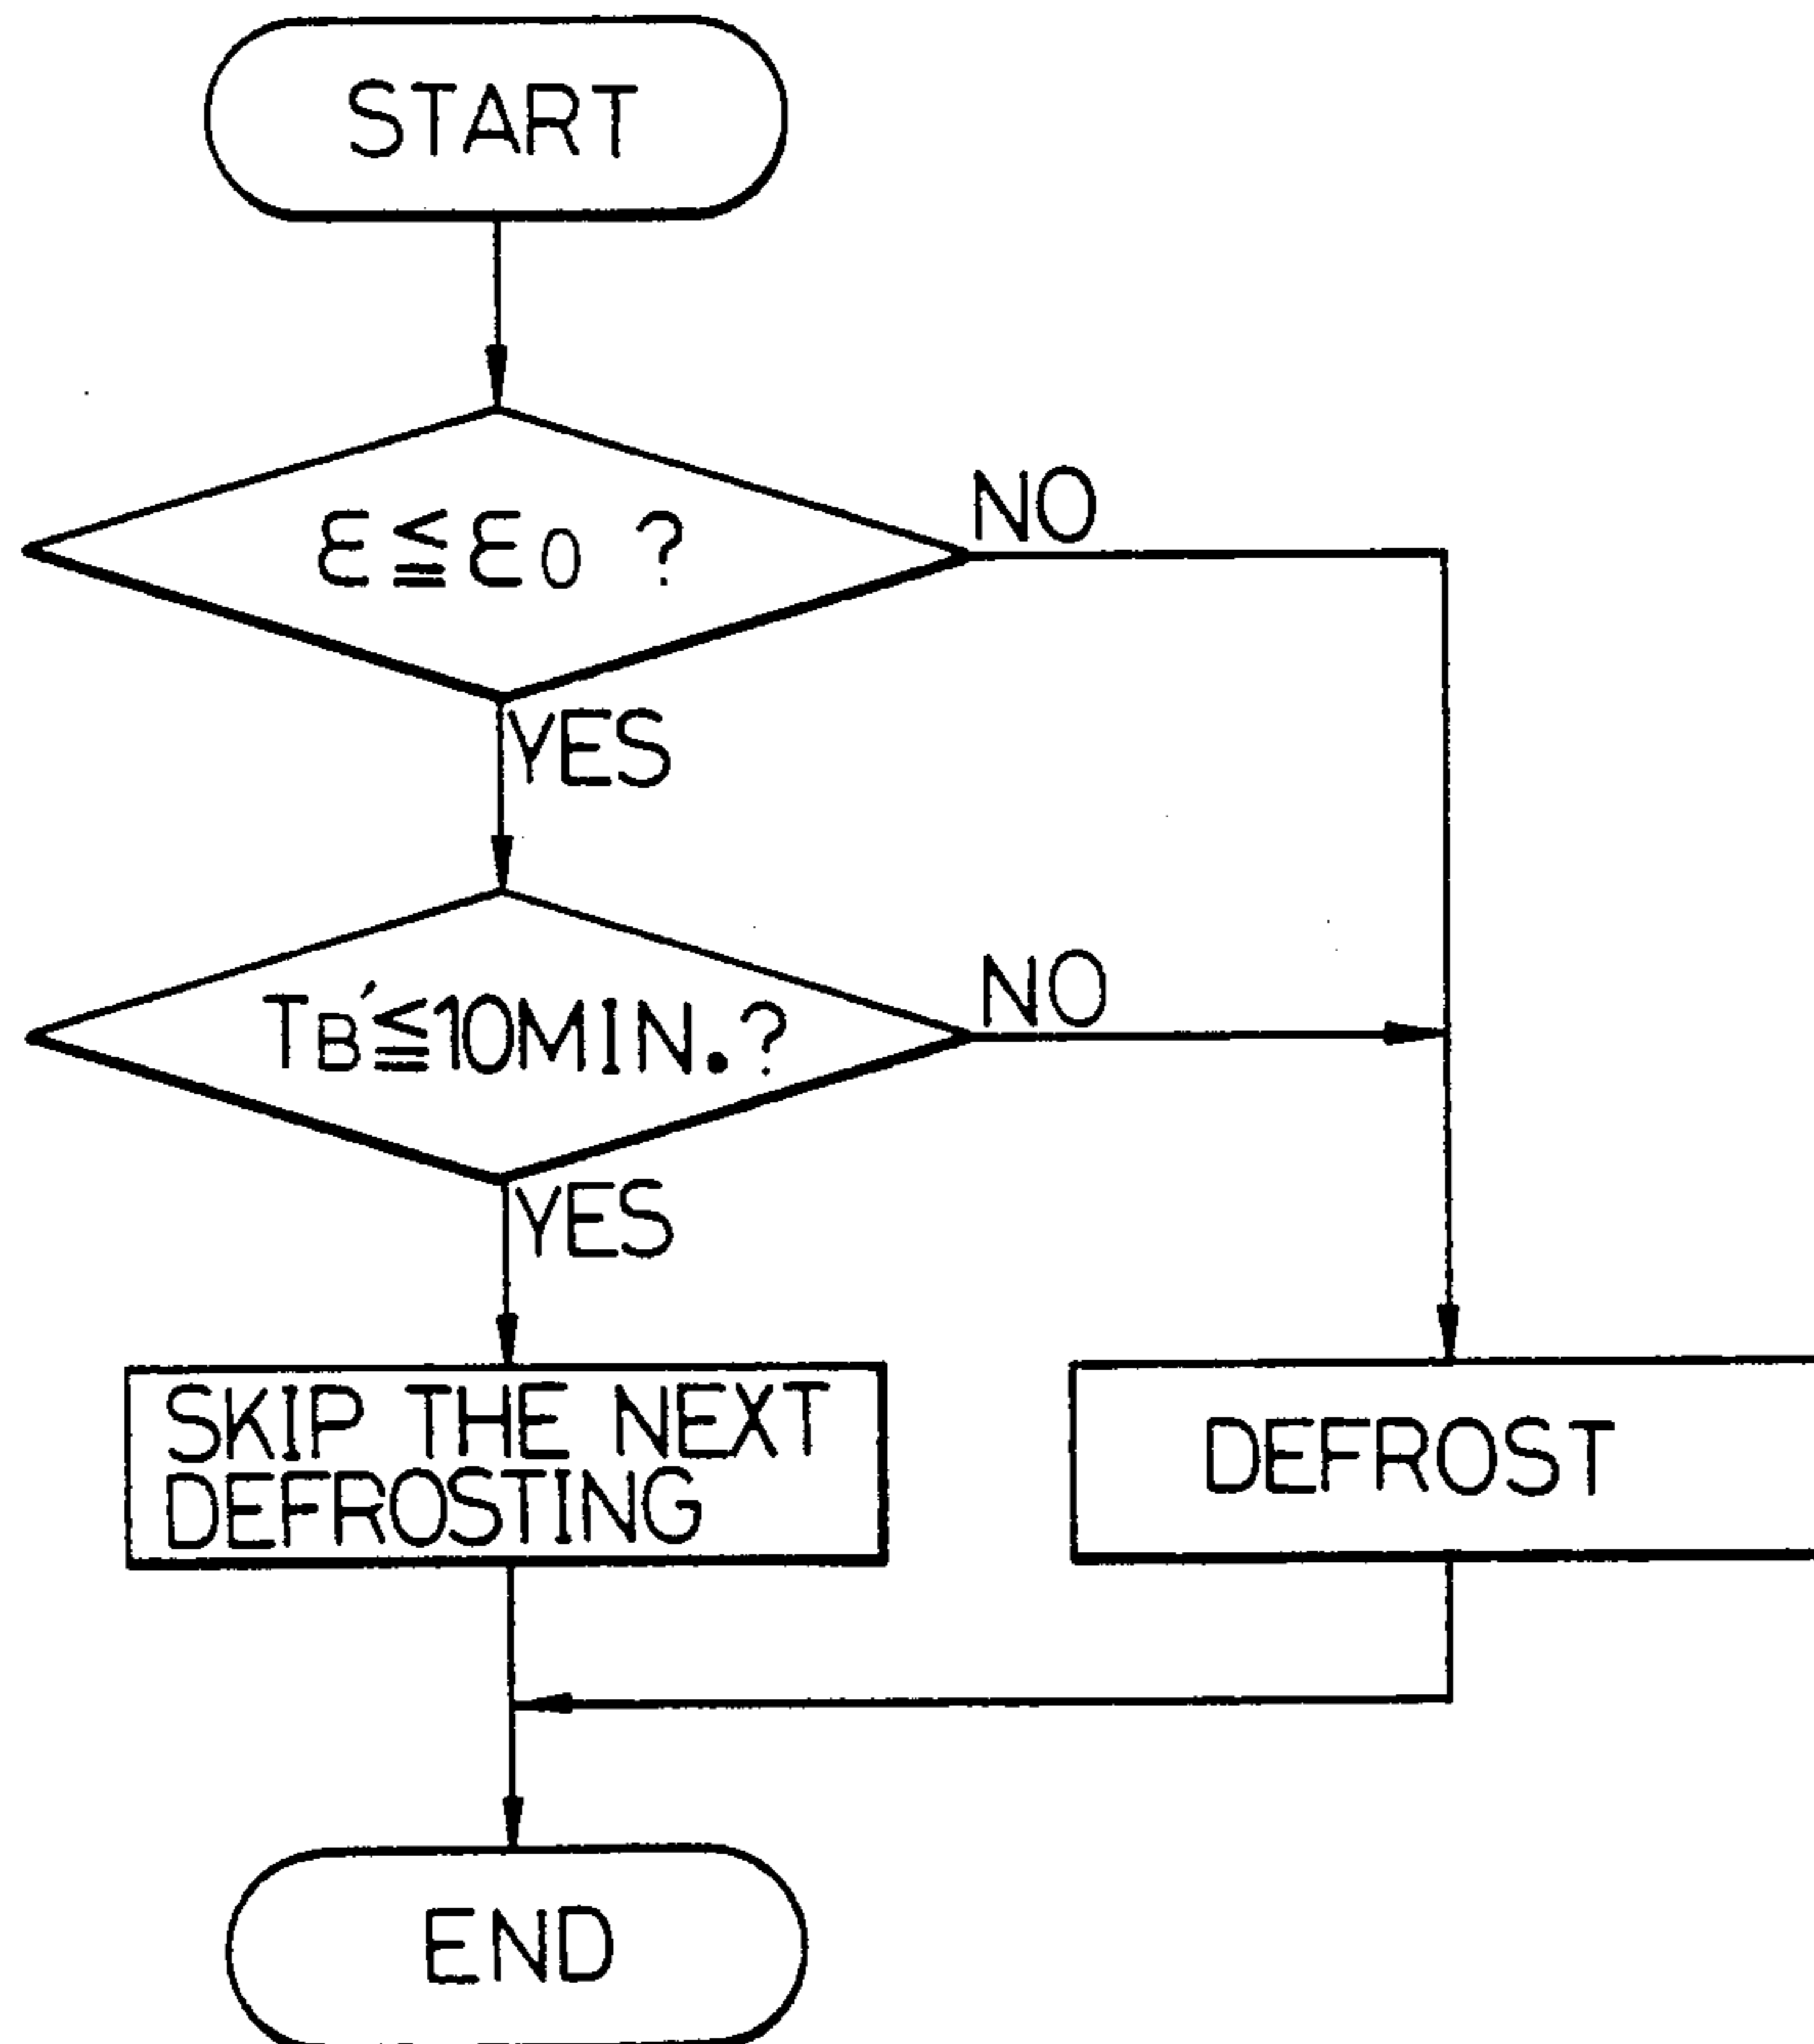 START
ε≦ε0 ?
NO
YES
TB′≦10MIN.?
NO
YES
SKIP THE NEXT
DEFROSTING
DEFROST
END